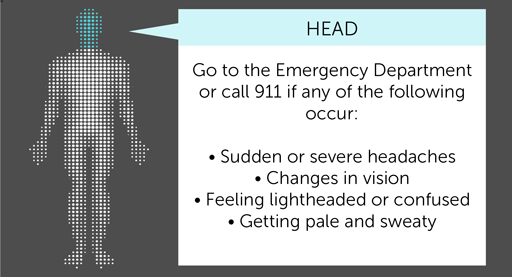 HEAD
Go to the Emergency Department
or call 911 if any of the following
occur:
• Sudden or severe headaches
• Changes in vision
• Feeling lightheaded or confused
• Getting pale and sweaty